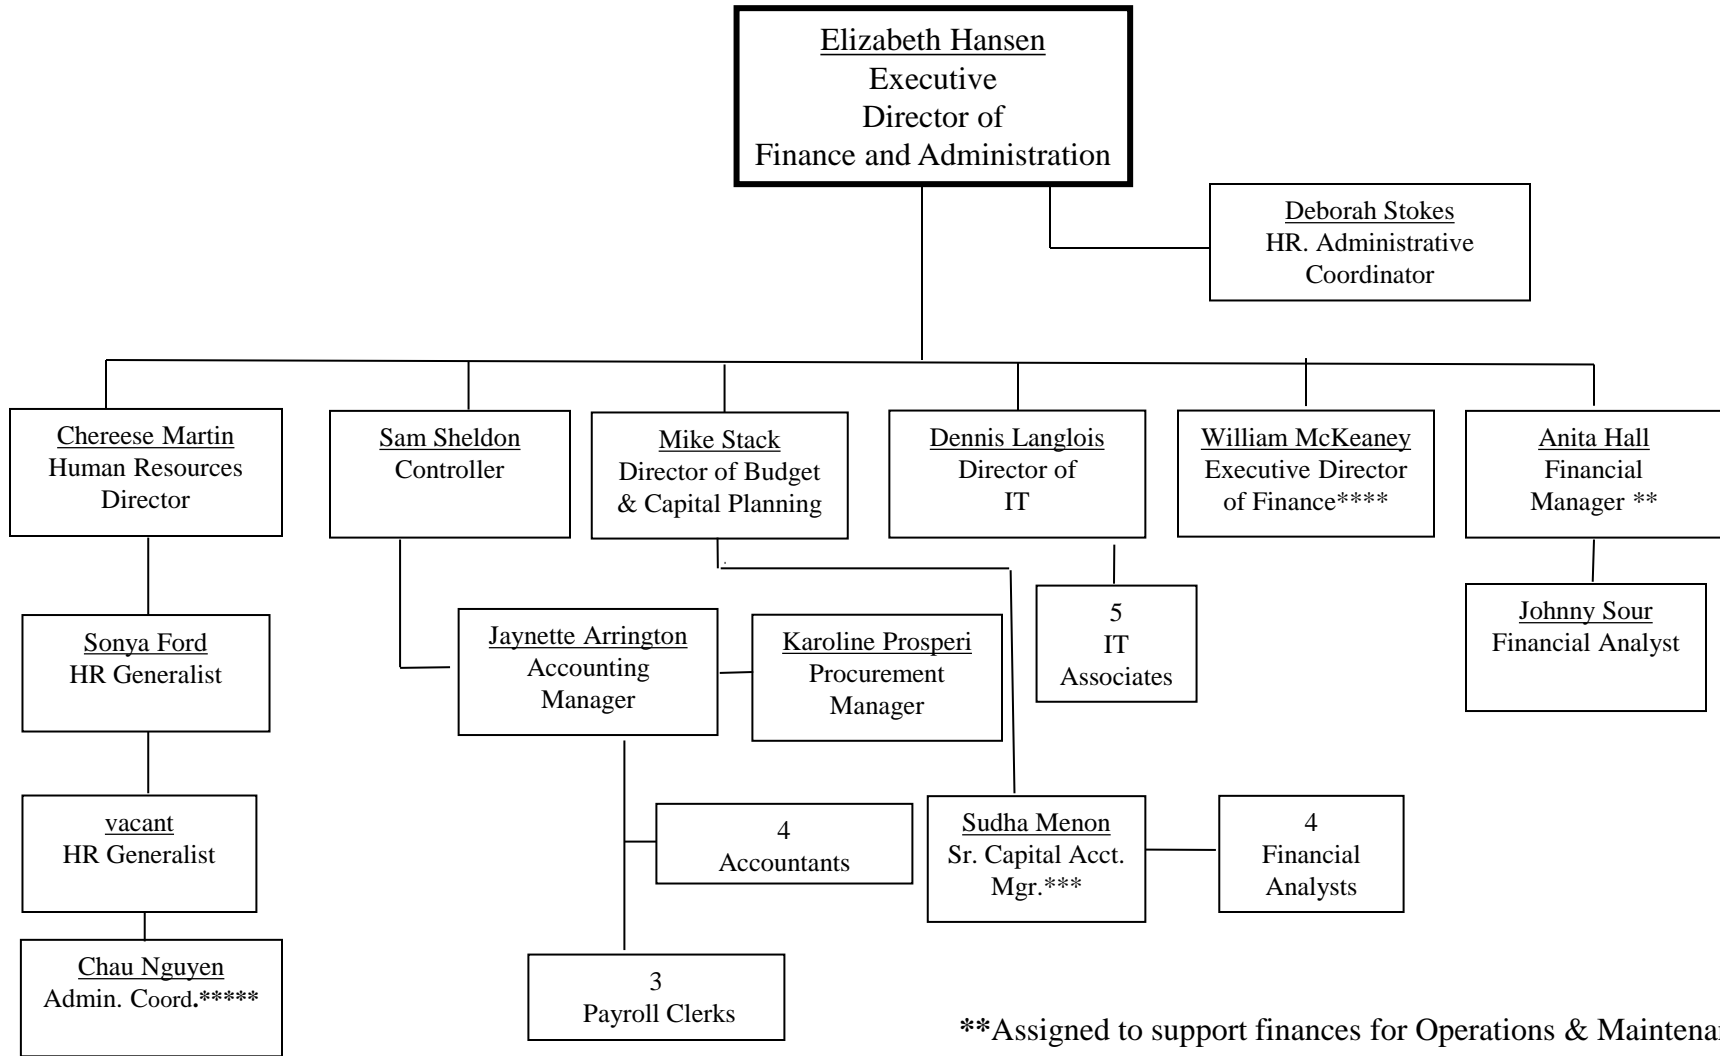 Elizabeth Hansen
Executive
Director of
Finance and Administration
Deborah Stokes
HR. Administrative
Coordinator
Chereese Martin
Human Resources
Director
Sam Sheldon
Controller
Mike Stack
Director of Budget
& Capital Planning
Dennis Langlois
Director of
IT
William McKeaney
Executive Director
of Finance****
Anita Hall
Financial
Manager **
Sonya Ford
HR Generalist
Jaynette Arrington
Accounting
Manager
Karoline Prosperi
Procurement
Manager
5
IT
Associates
Johnny Sour
Financial Analyst
vacant
HR Generalist
4
Accountants
Sudha Menon
Sr. Capital Acct.
Mgr.***
4
Financial
Analysts
Chau Nguyen
Admin. Coord.*****
3
Payroll Clerks
**Assigned to support finances for Operations &